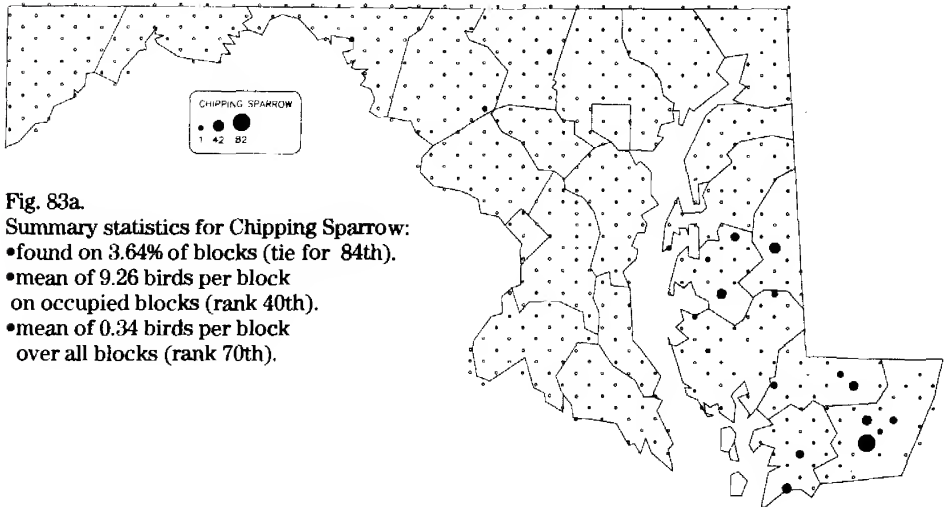 CHIPPING SPARROW
1 42 82
Fig. 83a.
Summary statistics for Chipping Sparrow:
•found on 3.64% of blocks (tie for 84th).
•mean of 9.26 birds per block
on occupied blocks (rank 40th).
•mean of 0.34 birds per block
over all blocks (rank 70th).